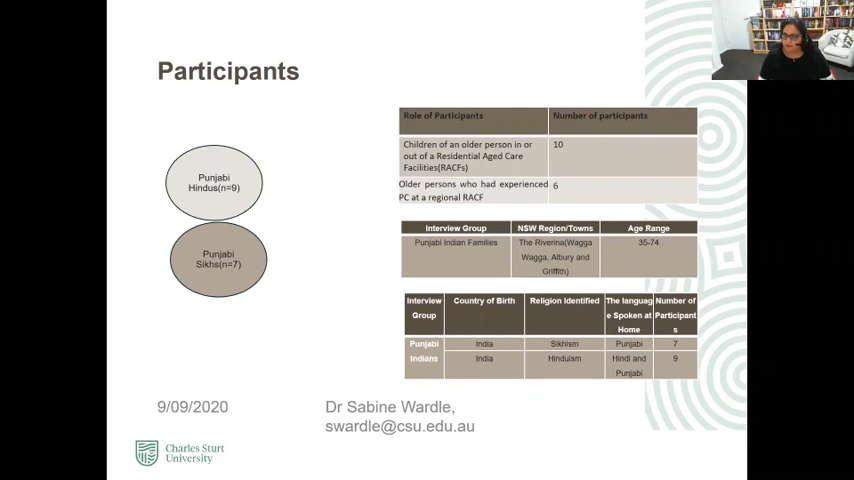 Participants
Punjabi
Hindus(n=9)
Punjabi
Sikhs(n=7)
Role of Participants Number of participants
Children of an older person in or 10
out of a Residential Aged Care
Facilities(RACFs)
Older persons who had experienced 6
PC at a regional RACF
Interview Group NSW Region/Towns Age Range
Punjabi Indian Families The Riverina(Wagga 35-74
Wagga, Albury and
Griffith)
Interview Country of Birth Religion Identified The languag Number of
Group e Spoken at Participant
Home s
Punjabi India Sikhism Punjabi 7
Indians India Hinduism Hindi and 9
Punjabi
9/09/2020 Dr Sabine Wardle,
swardle@csu.edu.au
Charles Sturt
University